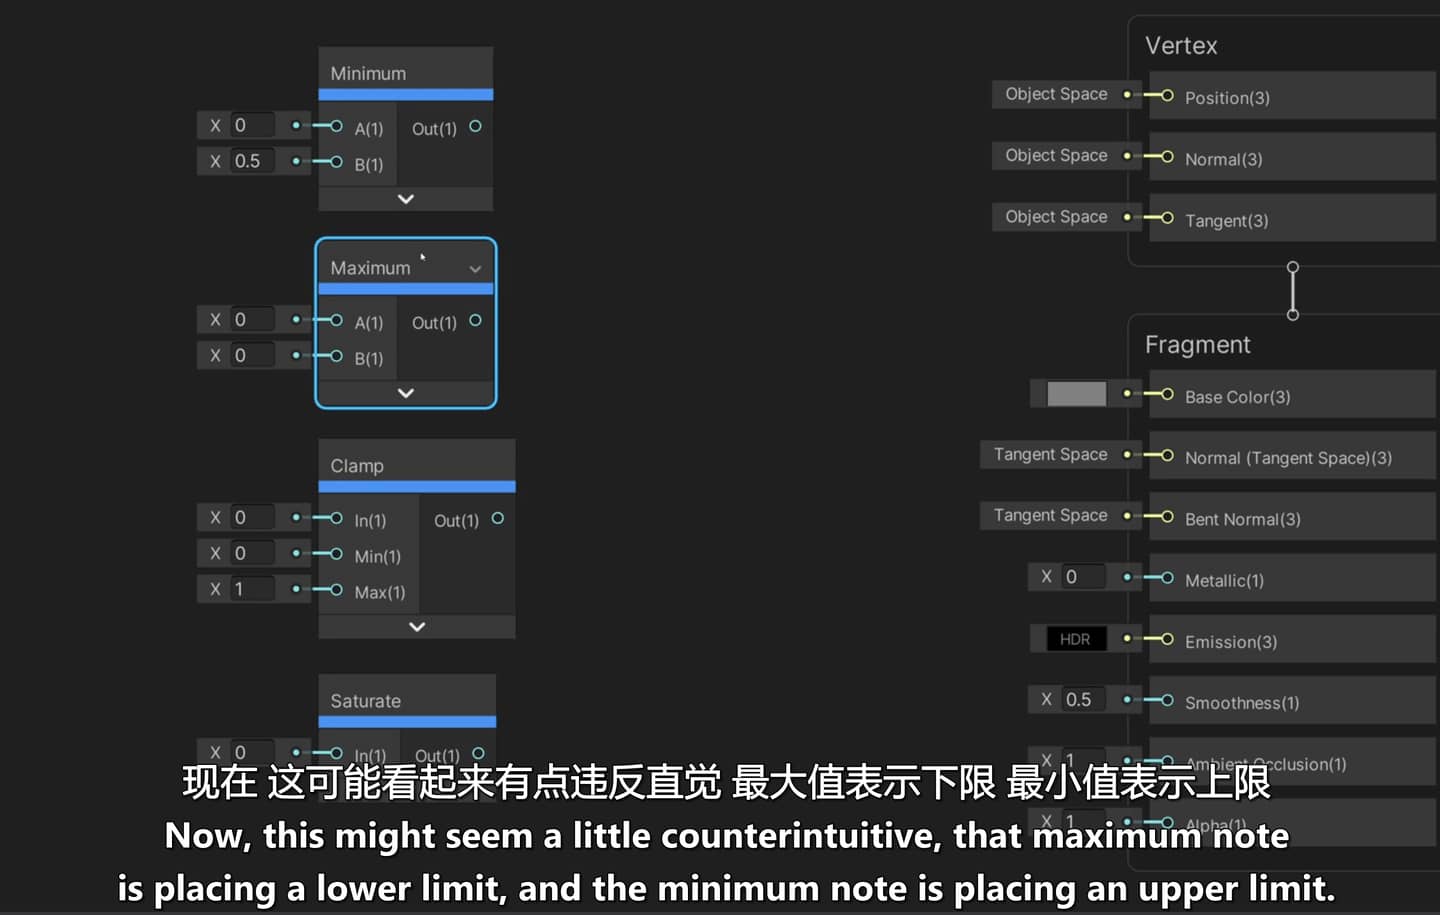 Minimum
X 0
A(1)
Out(1)
X 0.5
B(1)
Maximum
X 0
A(1)
Out(1)
X 0
B(1)
Clamp
X 0
In(1)
Out(1)
X 0
Min(1)
X 1
Max(1)
Saturate
X 0
In(1)
Out(1)
Vertex
Object Space
Position(3)
Object Space
Normal(3)
Object Space
Tangent(3)
Fragment
Base Color(3)
Tangent Space
Normal (Tangent Space)(3)
Tangent Space
Bent Normal(3)
X 0
Metallic(1)
HDR
Emission(3)
X 0.5
Smoothness(1)
X 1
Ambient Occlusion(1)
X 1
Alpha(1)
现在 这可能看起来有点违反直觉 最大值表示下限 最小值表示上限
Now, this might seem a little counterintuitive, that maximum note
is placing a lower limit, and the minimum note is placing an upper limit.